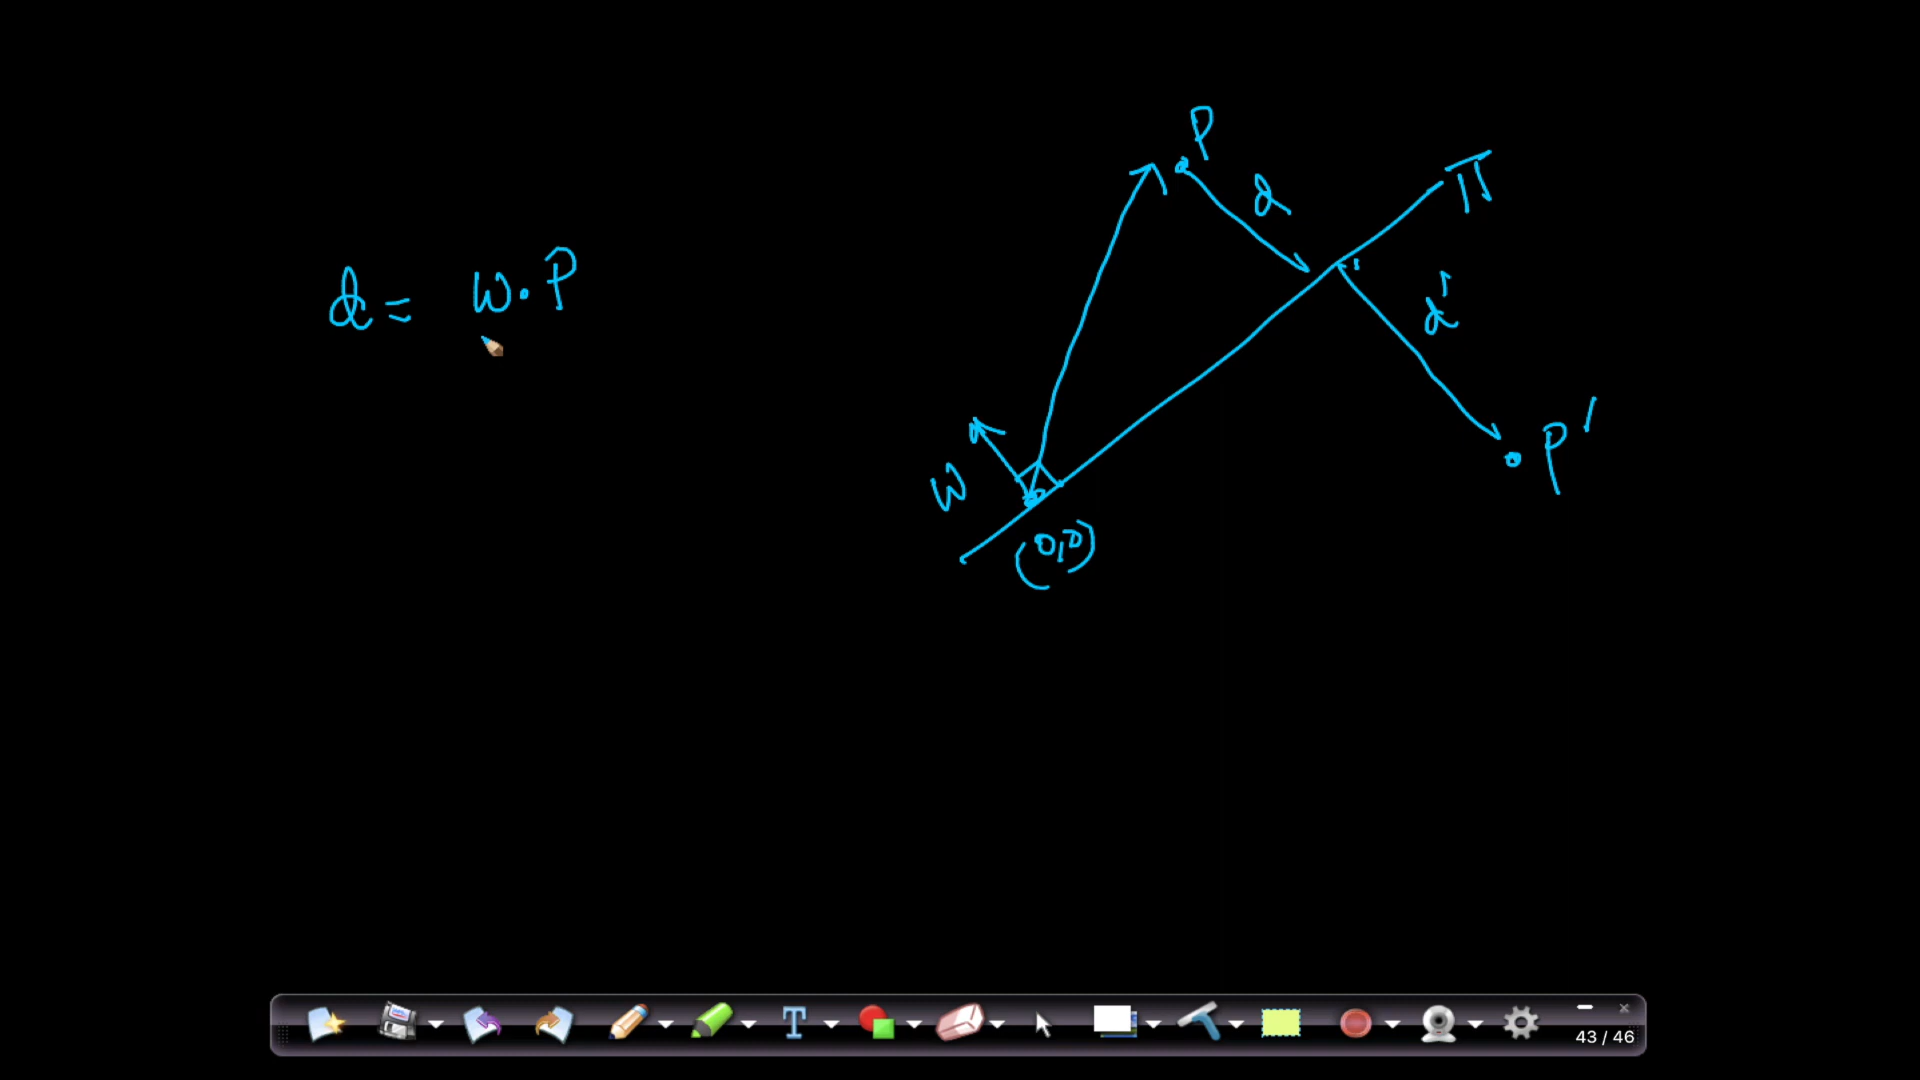 d = w . P
P
d
π
d'
w
P'
(0,0)
T
43 / 46